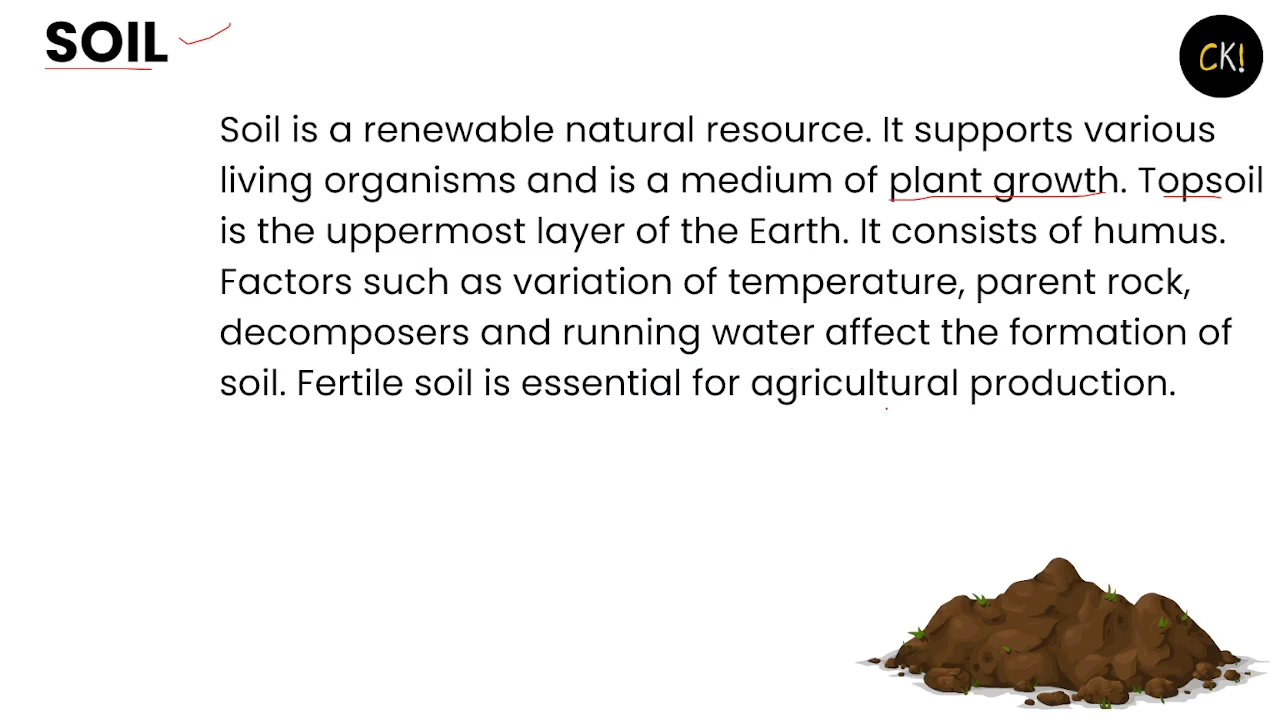 SOIL
CK!
Soil is a renewable natural resource. It supports various
living organisms and is a medium of plant growth. Topsoil
is the uppermost layer of the Earth. It consists of humus.
Factors such as variation of temperature, parent rock,
decomposers and running water affect the formation of
soil. Fertile soil is essential for agricultural production.